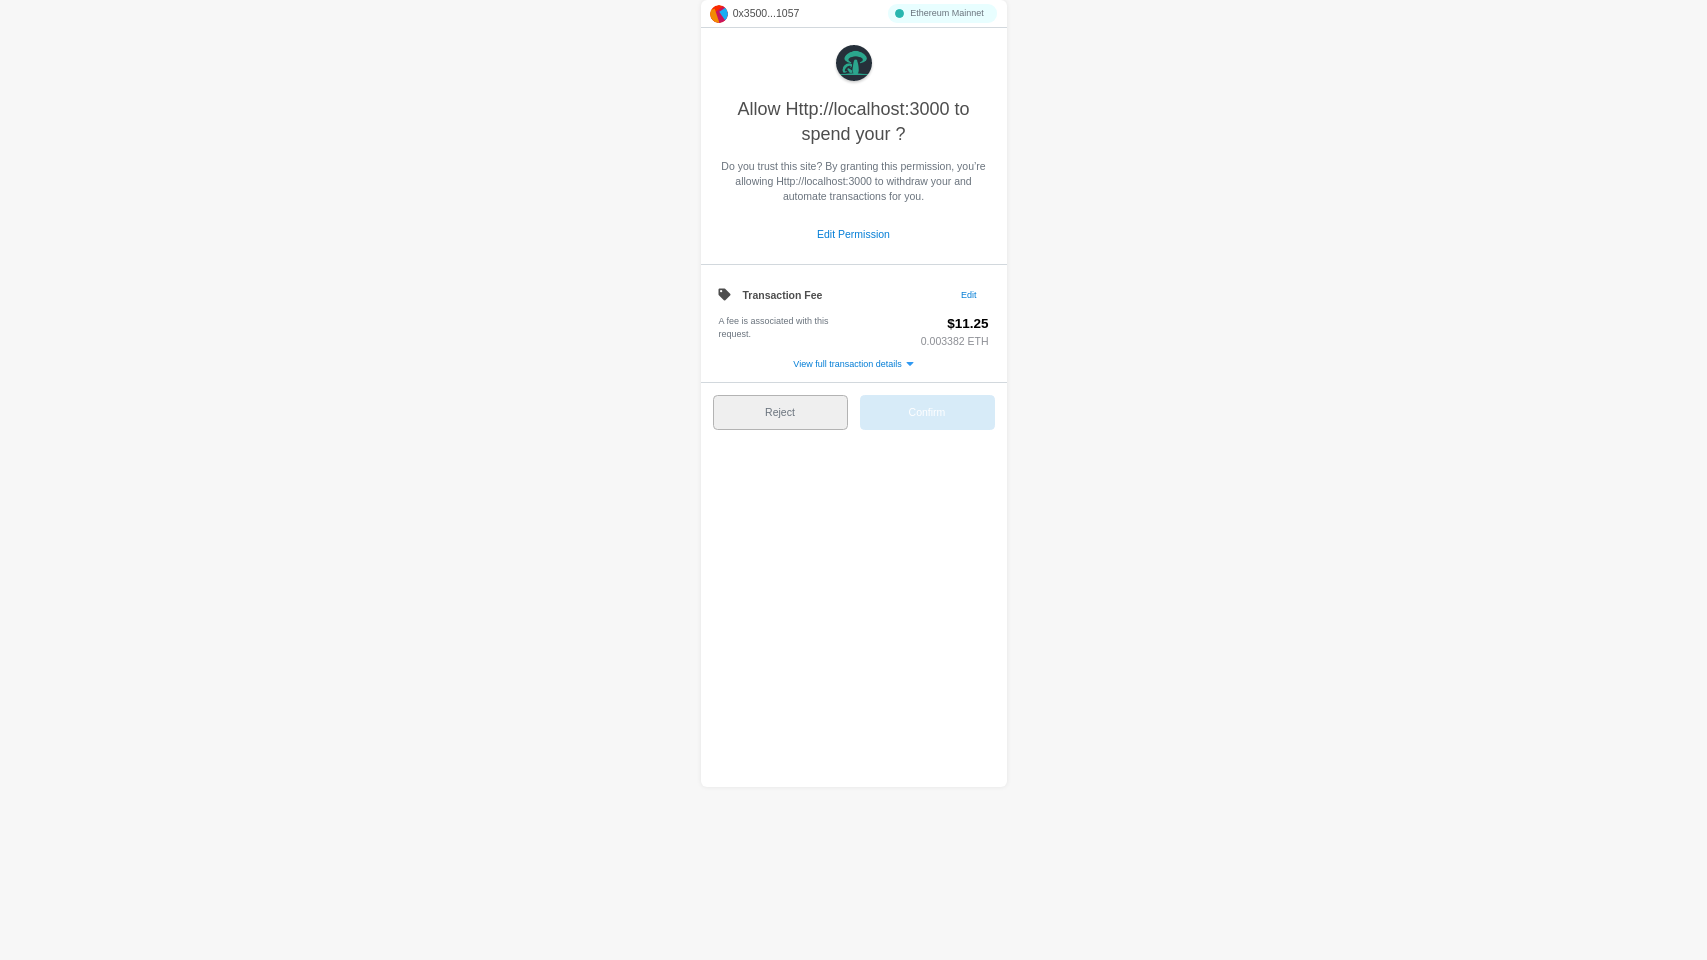 0x3500...1057
Ethereum Mainnet
Allow Http://localhost:3000 to
spend your ?
Do you trust this site? By granting this permission, you're
allowing Http://localhost:3000 to withdraw your and
automate transactions for you.
Edit Permission
Transaction Fee
Edit
A fee is associated with this
request.
$11.25
0.003382 ETH
View full transaction details
Reject
Confirm